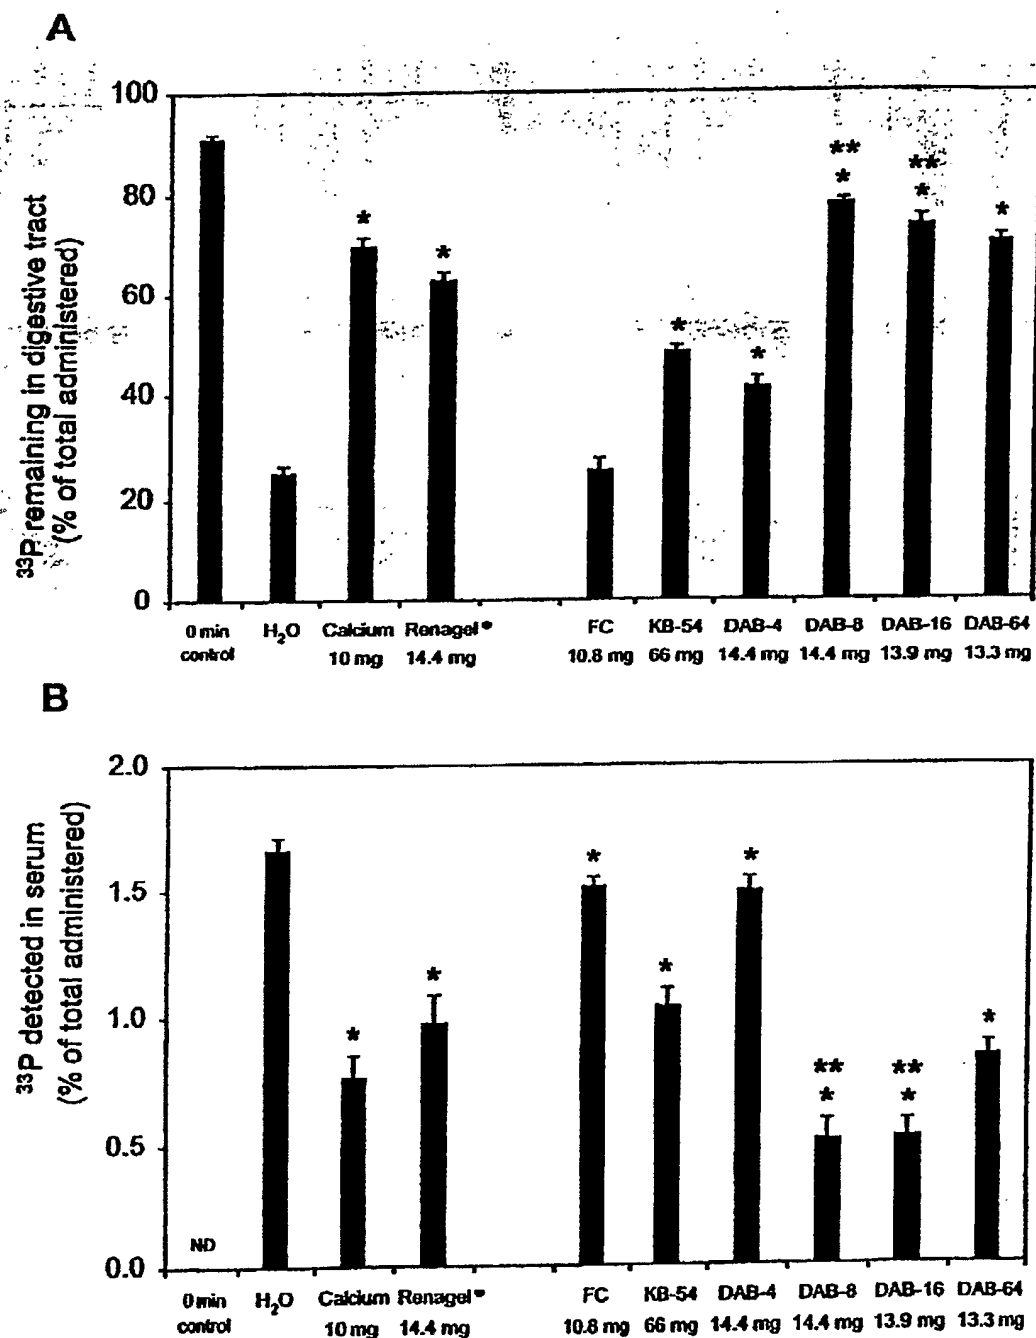 A
³³P remaining in digestive tract
(% of total administered)
100
80
60
40
20
0
* * * * ** * ** * *
0 min H₂O Calcium Renagel® FC KB-54 DAB-4 DAB-8 DAB-16 DAB-64
control 10 mg 14.4 mg 10.8 mg 66 mg 14.4 mg 14.4 mg 13.9 mg 13.3 mg
B
³³P detected in serum
(% of total administered)
2.0
1.5
1.0
0.5
0.0
ND * * * * * ** * ** * *
0 min H₂O Calcium Renagel® FC KB-54 DAB-4 DAB-8 DAB-16 DAB-64
control 10 mg 14.4 mg 10.8 mg 66 mg 14.4 mg 14.4 mg 13.9 mg 13.3 mg